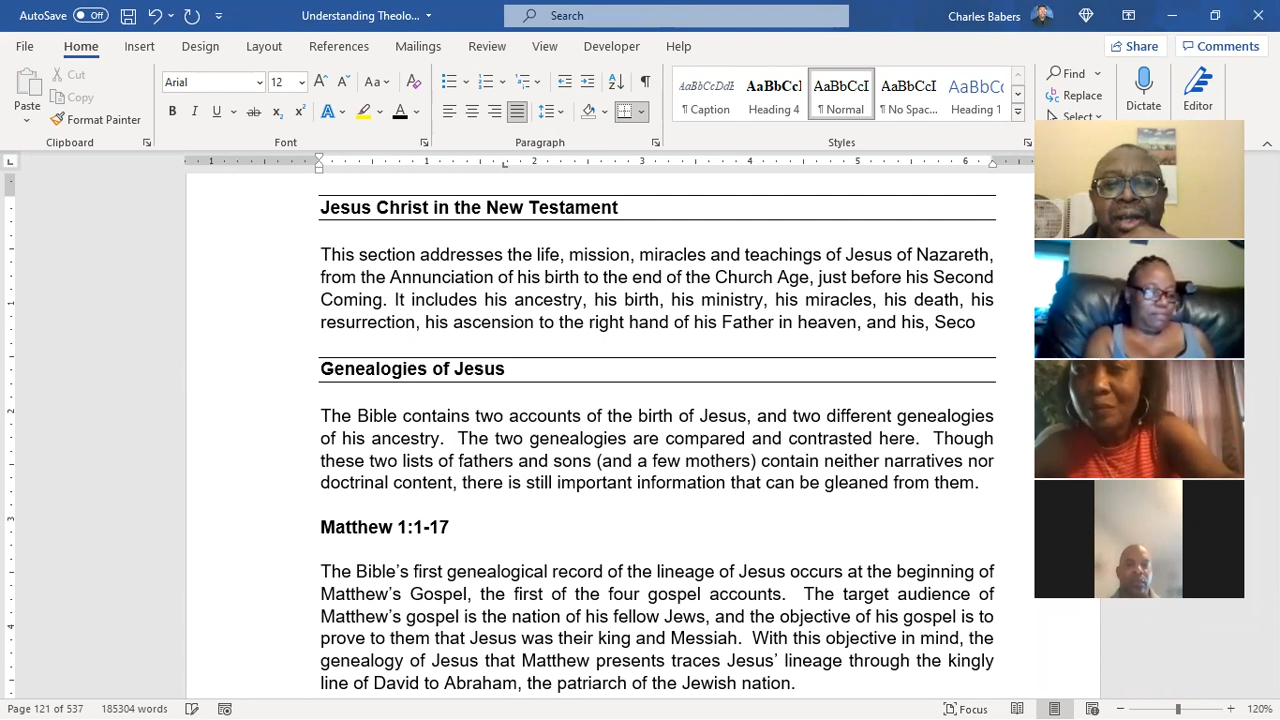 AutoSave Off Understanding Theolo... Search Charles Babers
File Home Insert Design Layout References Mailings Review View Developer Help Share Comments
Paste Cut Copy Format Painter
Arial 12
AaBbCcDdE AaBbCcI AaBbCcI AaBbCcI AaBbCc
¶ Caption Heading 4 ¶ Normal ¶ No Spac... Heading 1
Find Replace Select
Dictate Editor
Clipboard Font Paragraph Styles
1 1 2 3 4 5 6
Jesus Christ in the New Testament
This section addresses the life, mission, miracles and teachings of Jesus of Nazareth,
from the Annunciation of his birth to the end of the Church Age, just before his Second
Coming. It includes his ancestry, his birth, his ministry, his miracles, his death, his
resurrection, his ascension to the right hand of his Father in heaven, and his, Seco
Genealogies of Jesus
The Bible contains two accounts of the birth of Jesus, and two different genealogies
of his ancestry. The two genealogies are compared and contrasted here. Though
these two lists of fathers and sons (and a few mothers) contain neither narratives nor
doctrinal content, there is still important information that can be gleaned from them.
Matthew 1:1-17
The Bible’s first genealogical record of the lineage of Jesus occurs at the beginning of
Matthew’s Gospel, the first of the four gospel accounts. The target audience of
Matthew’s gospel is the nation of his fellow Jews, and the objective of his gospel is to
prove to them that Jesus was their king and Messiah. With this objective in mind, the
genealogy of Jesus that Matthew presents traces Jesus’ lineage through the kingly
line of David to Abraham, the patriarch of the Jewish nation.
Page 121 of 537 185304 words Focus 120%